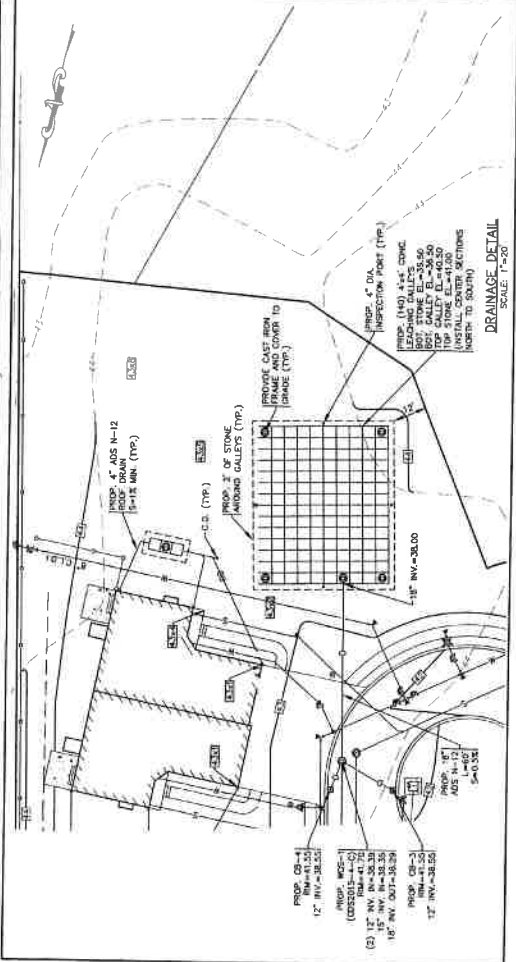 PROP. 4" ADS N-12
ROOF DRAIN
S=1% MIN. (TYP.)
C.O. (TYP.)
PROP. 2' OF STONE
AROUND GALLEYS (TYP.)
PROVIDE CAST IRON
FRAME AND COVER TO
GRADE (TYP.)
PROP. 4" DIA.
INSPECTION PORT (TYP.)
PROP. (140) 4'x4' CONC.
LEACHING GALLEYS
BOT. STONE EL.=35.50
BOT. GALLEY EL.=36.50
TOP GALLEY EL.=40.50
TOP STONE EL.=41.00
(INSTALL CENTER SECTIONS
NORTH TO SOUTH)
12'
18" INV.=38.00
PROP. CB-4
RIM=41.55
12" INV.=38.55
PROP. WQS-1
(CDS2015-4-C)
RIM=41.70
(2) 12" INV. IN=38.39
15" INV. IN=38.35
18" INV. OUT=38.29
PROP. CB-3
RIM=41.55
12" INV.=38.55
PROP. 18"
ADS N-12
L=60'
S=0.5%
DRAINAGE DETAIL
SCALE: 1"=20'